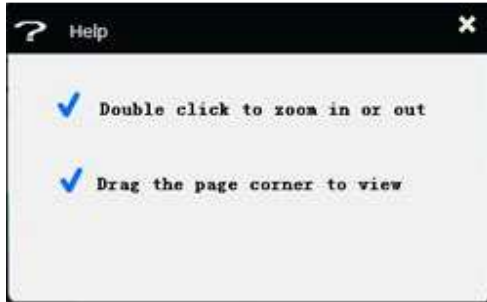 Help
Double click to zoom in or out
Drag the page corner to view